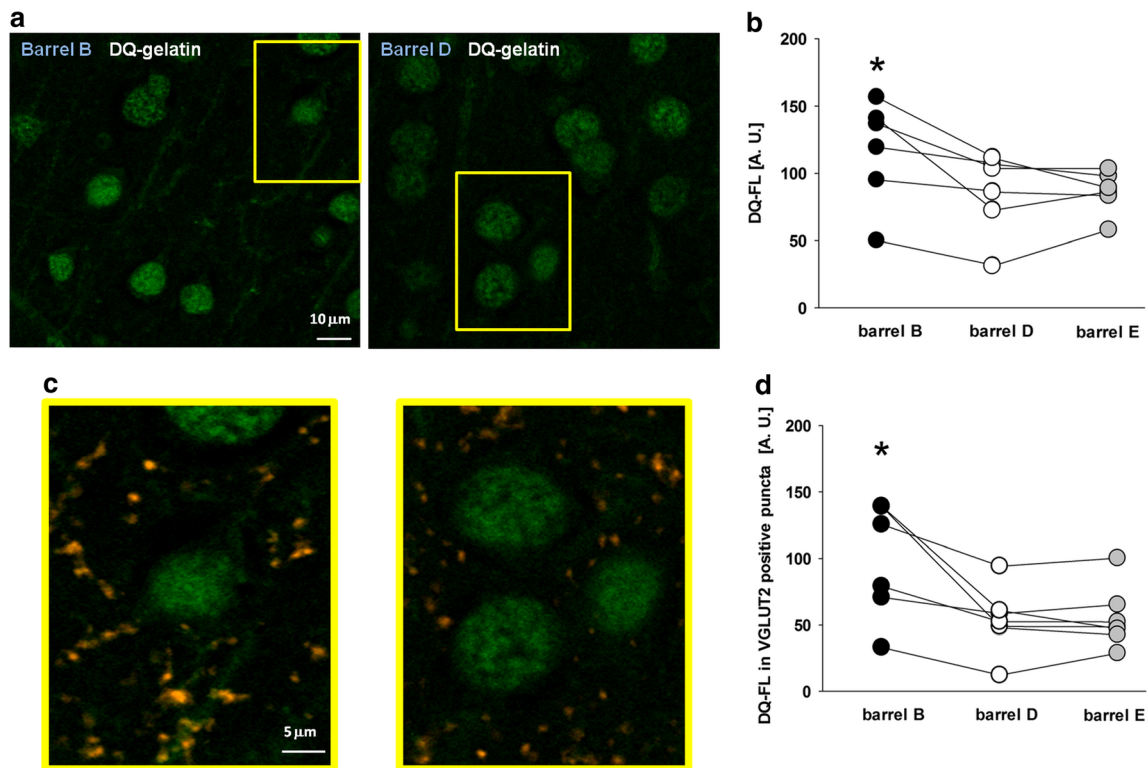 a
Barrel B DQ-gelatin
10 µm
Barrel D DQ-gelatin
b
DQ-FL [A. U.]
200
150
100
50
0
*
barrel B barrel D barrel E
c
5 µm
d
DQ-FL in VGLUT2 positive puncta [A. U.]
200
150
100
50
0
*
barrel B barrel D barrel E